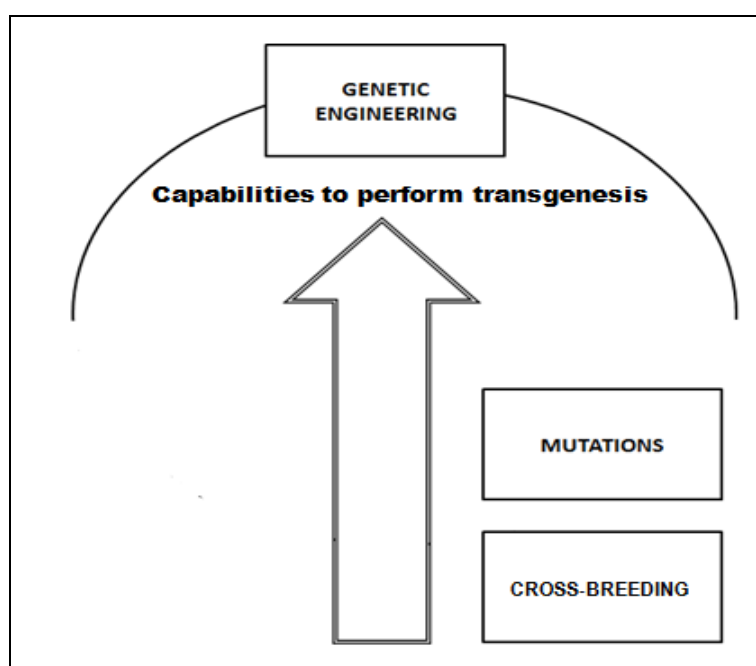 GENETIC
ENGINEERING
Capabilities to perform transgenesis
MUTATIONS
CROSS-BREEDING